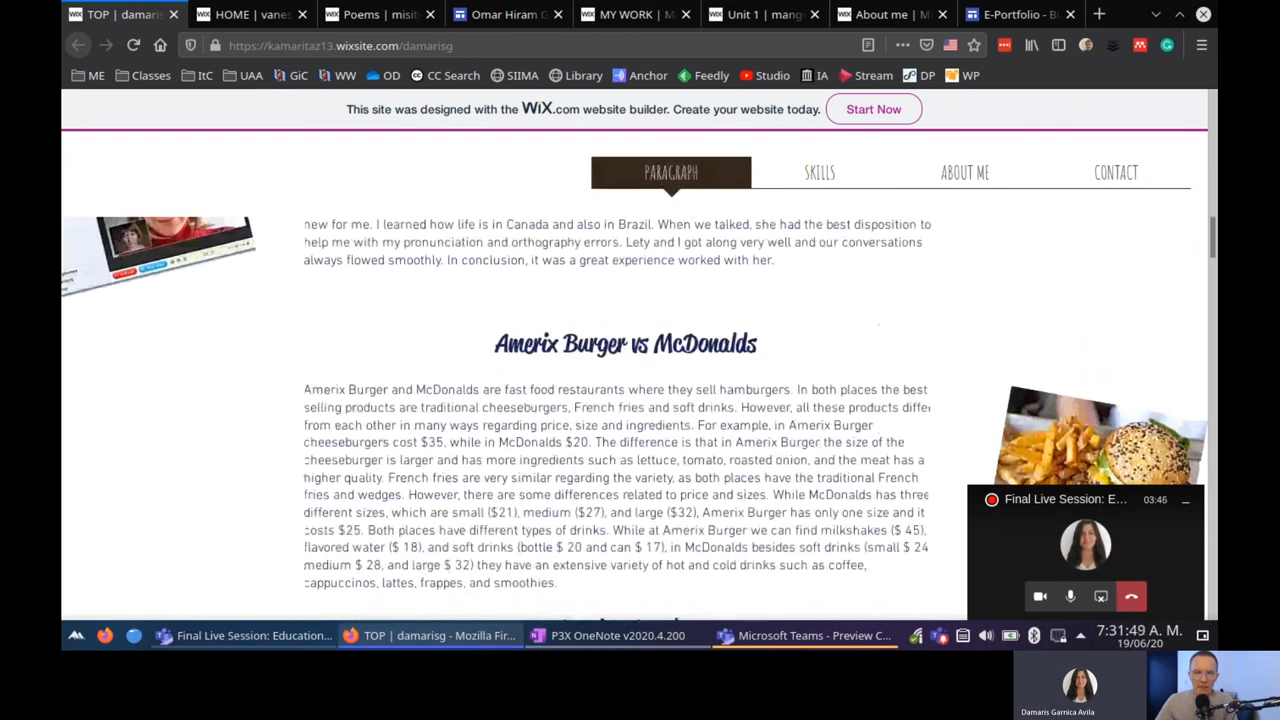 TOP | damaris
HOME | vanes
Poems | misiti
Omar Hiram G
MY WORK | M
Unit 1 | mang
About me | M
E-Portfolio - B
https://kamaritaz13.wixsite.com/damarisg
ME Classes ItC UAA GiC WW OD CC Search SIIMA Library Anchor Feedly Studio IA Stream DP WP
This site was designed with the WiX.com website builder. Create your website today. Start Now
PARAGRAPH SKILLS ABOUT ME CONTACT
new for me. I learned how life is in Canada and also in Brazil. When we talked, she had the best disposition to
help me with my pronunciation and orthography errors. Lety and I got along very well and our conversations
always flowed smoothly. In conclusion, it was a great experience worked with her.
Amerix Burger vs McDonalds
Amerix Burger and McDonalds are fast food restaurants where they sell hamburgers. In both places the best
selling products are traditional cheeseburgers, French fries and soft drinks. However, all these products differ
from each other in many ways regarding price, size and ingredients. For example, in Amerix Burger
cheeseburgers cost $35, while in McDonalds $20. The difference is that in Amerix Burger the size of the
cheeseburger is larger and has more ingredients such as lettuce, tomato, roasted onion, and the meat has a
higher quality. French fries are very similar regarding the variety, as both places have the traditional French
fries and wedges. However, there are some differences related to price and sizes. While McDonalds has three
different sizes, which are small ($21), medium ($27), and large ($32), Amerix Burger has only one size and it
costs $25. Both places have different types of drinks. While at Amerix Burger we can find milkshakes ($ 45),
flavored water ($ 18), and soft drinks (bottle $ 20 and can $ 17), in McDonalds besides soft drinks (small $ 24
medium $ 28, and large $ 32) they have an extensive variety of hot and cold drinks such as coffee,
cappuccinos, lattes, frappes, and smoothies.
Final Live Session: E... 03:46
Final Live Session: Education...
TOP | damarisg - Mozilla Fir...
P3X OneNote v2020.4.200
Microsoft Teams - Preview C...
7:31:49 A. M.
19/06/20
Damaris Garnica Avila